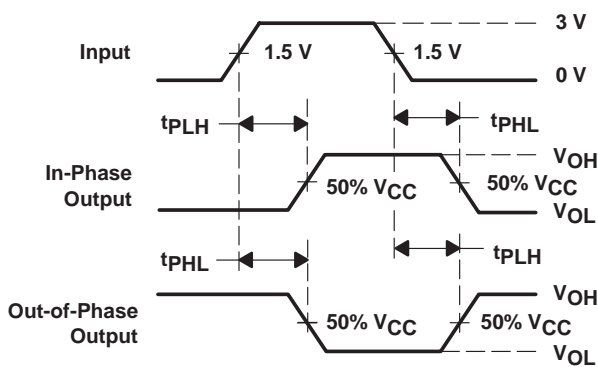 3 V
Input
1.5 V
1.5 V
0 V
tPLH
tPHL
VOH
In-Phase
Output
50% VCC
50% VCC
VOL
tPHL
tPLH
VOH
Out-of-Phase
Output
50% VCC
50% VCC
VOL